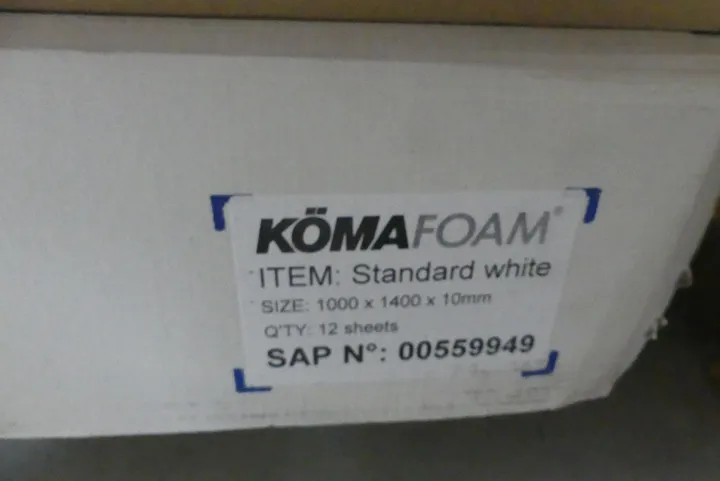 KÖMAFOAM®
ITEM: Standard white
SIZE: 1000 x 1400 x 10mm
Q'TY: 12 sheets
SAP N°: 00559949